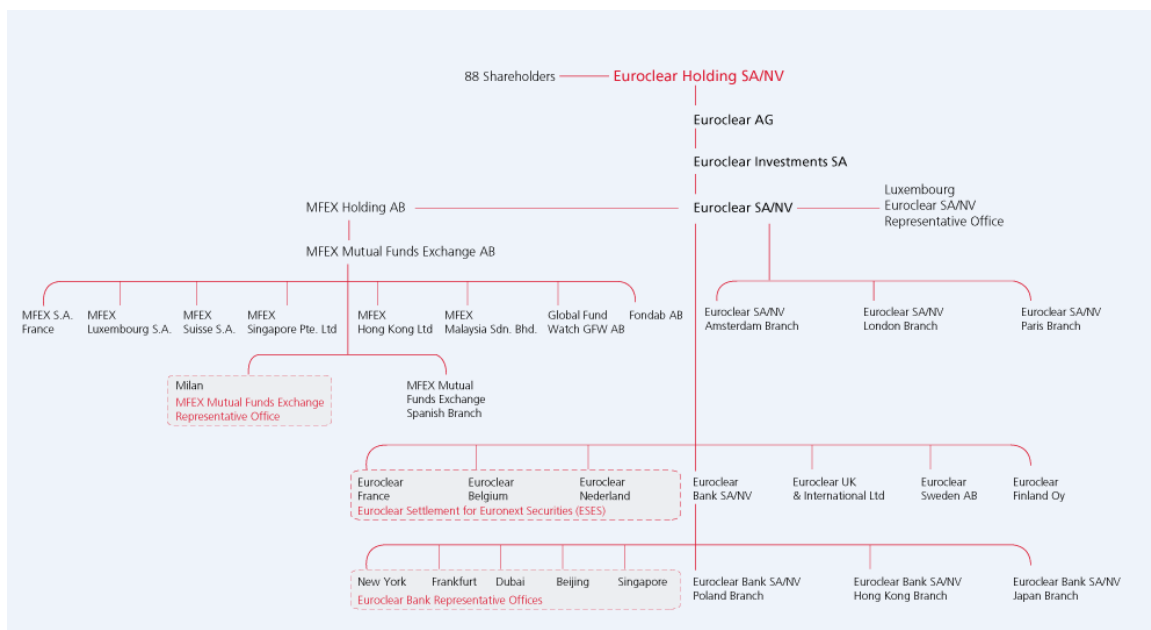 88 Shareholders
Euroclear Holding SA/NV
Euroclear AG
Euroclear Investments SA
MFEX Holding AB
Euroclear SA/NV
Luxembourg
Euroclear SA/NV
Representative Office
MFEX Mutual Funds Exchange AB
MFEX S.A.
France
MFEX
Luxembourg S.A.
MFEX
Suisse S.A.
MFEX
Singapore Pte. Ltd
MFEX
Hong Kong Ltd
MFEX
Malaysia Sdn. Bhd.
Global Fund
Watch GFW AB
Fondab AB
Euroclear SA/NV
Amsterdam Branch
Euroclear SA/NV
London Branch
Euroclear SA/NV
Paris Branch
Milan
MFEX Mutual Funds Exchange
Representative Office
MFEX Mutual
Funds Exchange
Spanish Branch
Euroclear
France
Euroclear
Belgium
Euroclear
Nederland
Euroclear Settlement for Euronext Securities (ESES)
Euroclear
Bank SA/NV
Euroclear UK
& International Ltd
Euroclear
Sweden AB
Euroclear
Finland Oy
New York
Frankfurt
Dubai
Beijing
Singapore
Euroclear Bank Representative Offices
Euroclear Bank SA/NV
Poland Branch
Euroclear Bank SA/NV
Hong Kong Branch
Euroclear Bank SA/NV
Japan Branch